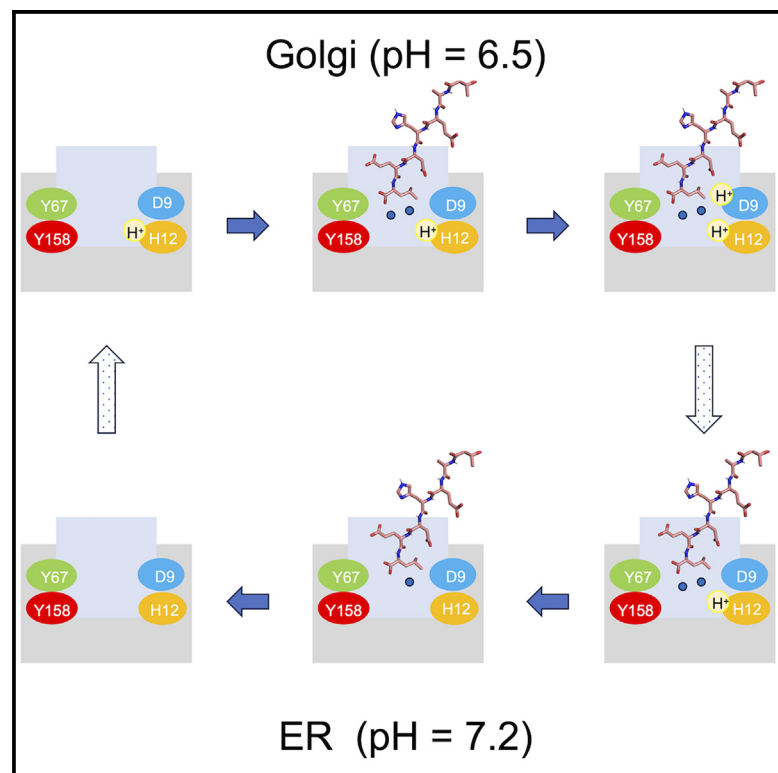 Golgi (pH = 6.5)
Y67 D9
Y158 H⁺ H12
Y67 D9
Y158 H⁺ H12
Y67 H⁺ D9
Y158 H⁺ H12
Y67 D9
Y158 H12
Y67 D9
Y158 H12
Y67 D9
Y158 H⁺ H12
ER (pH = 7.2)